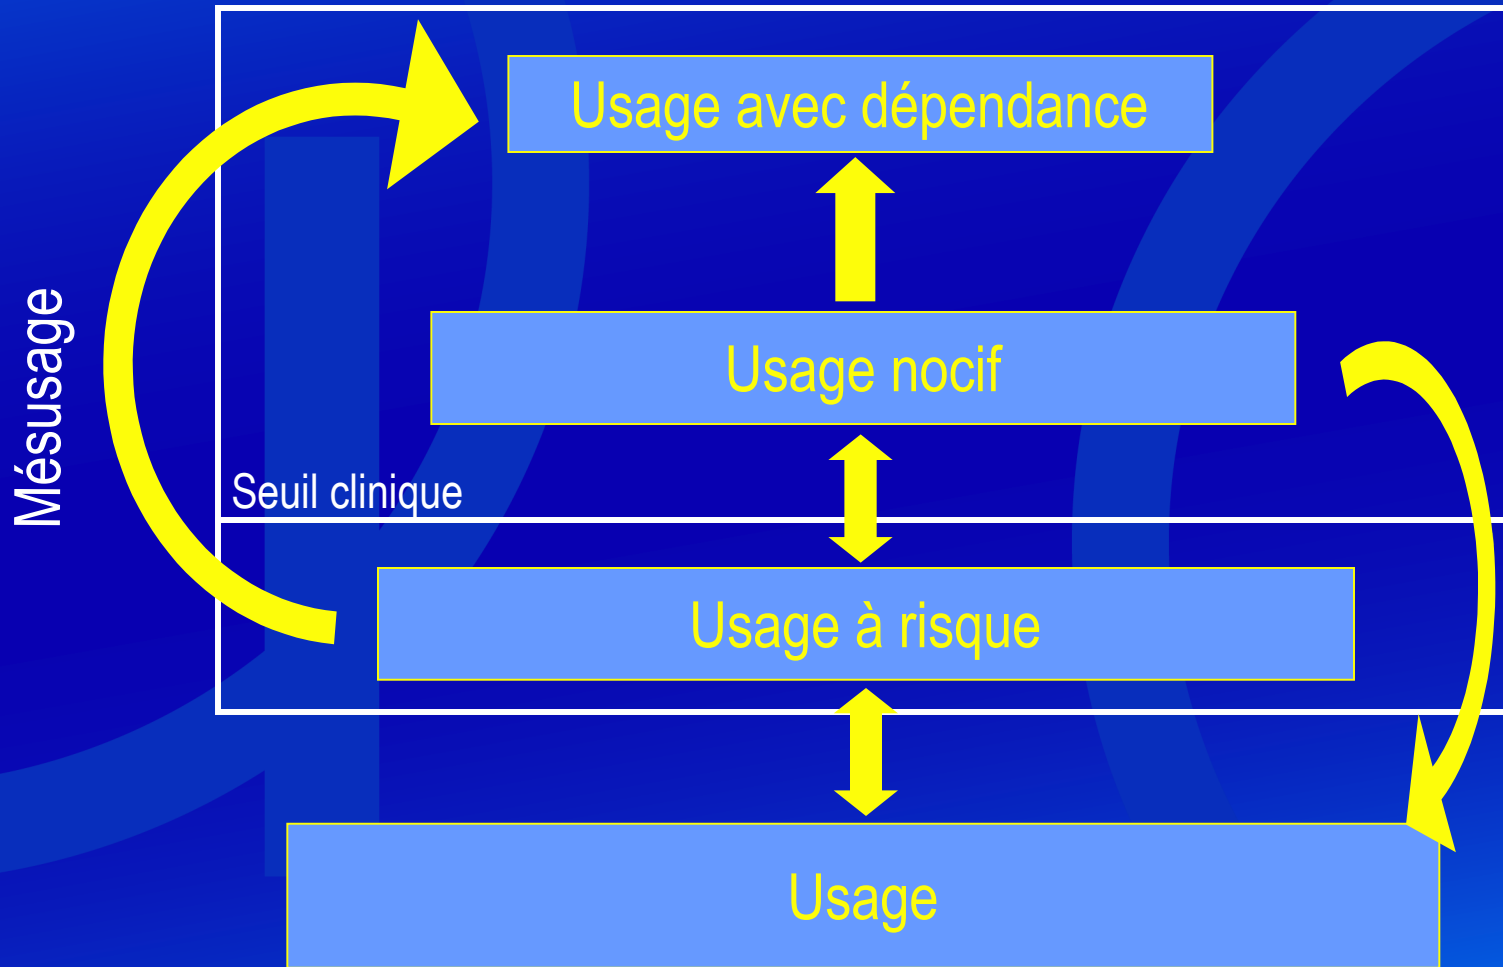 Usage avec dépendance
Mésusage
Usage nocif
Seuil clinique
Usage à risque
Usage